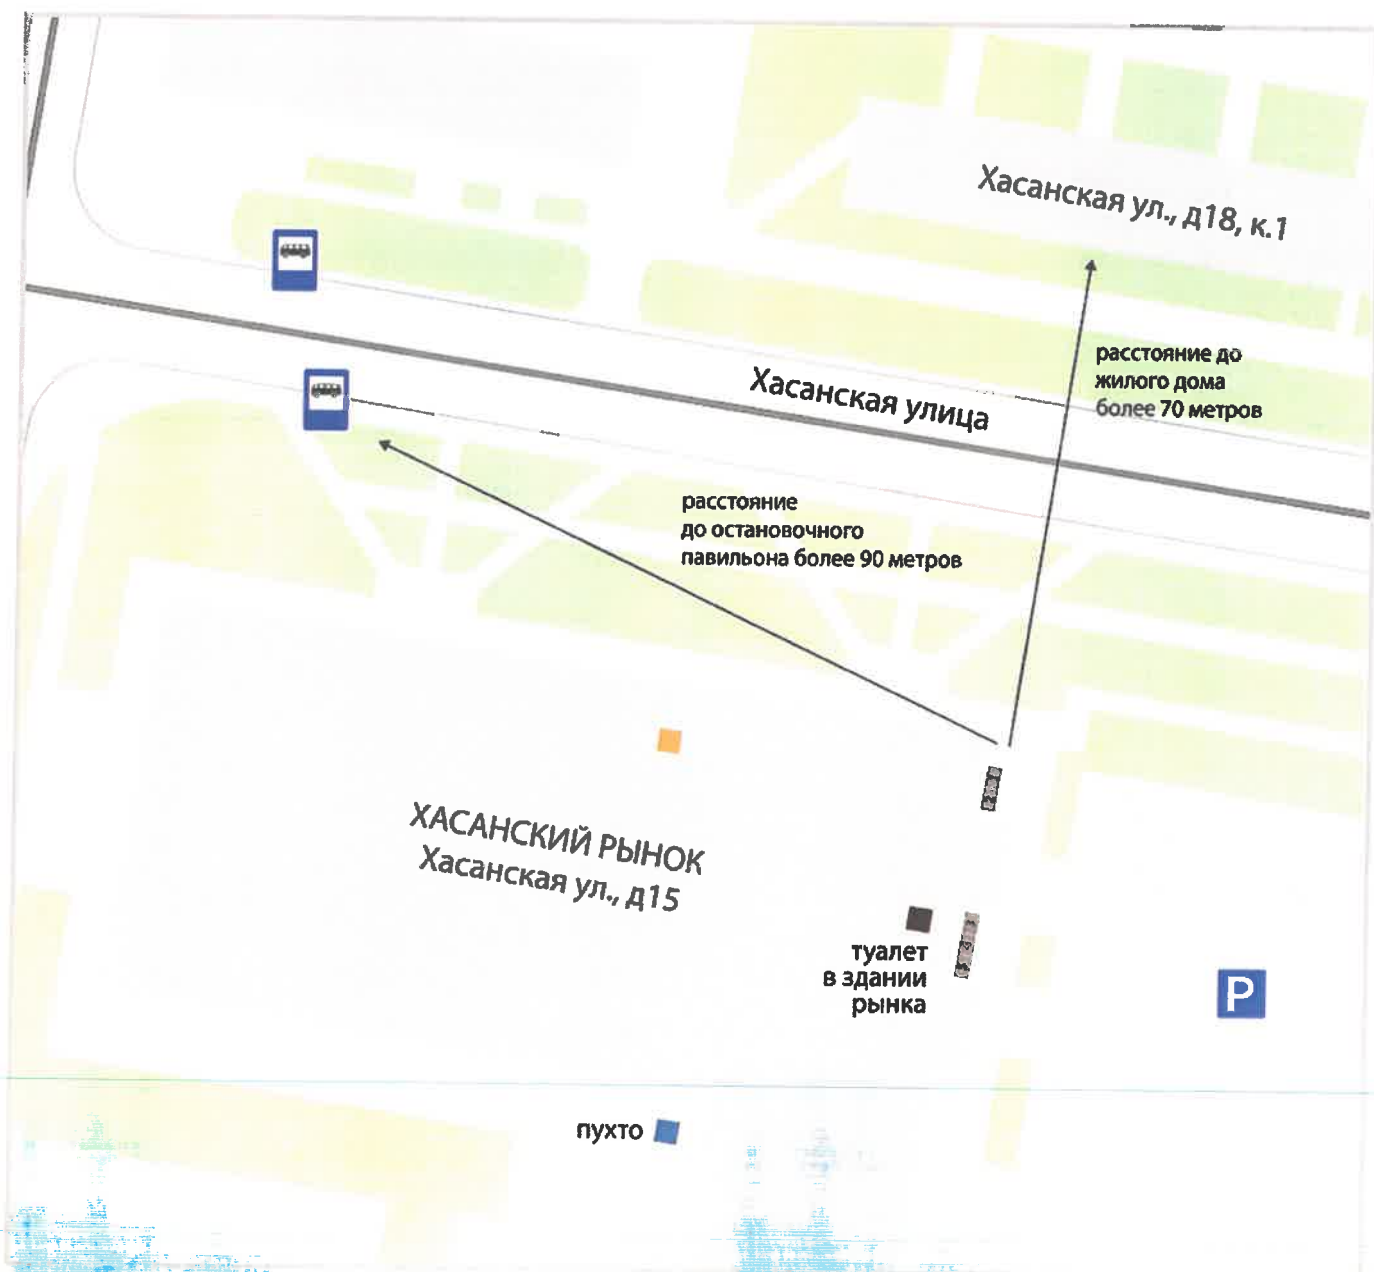 Хасанская ул., д18, к.1
расстояние до
жилого дома
более 70 метров
Хасанская улица
расстояние
до остановочного
павильона более 90 метров
ХАСАНСКИЙ РЫНОК
Хасанская ул., д15
туалет
в здании
рынка
P
пухто